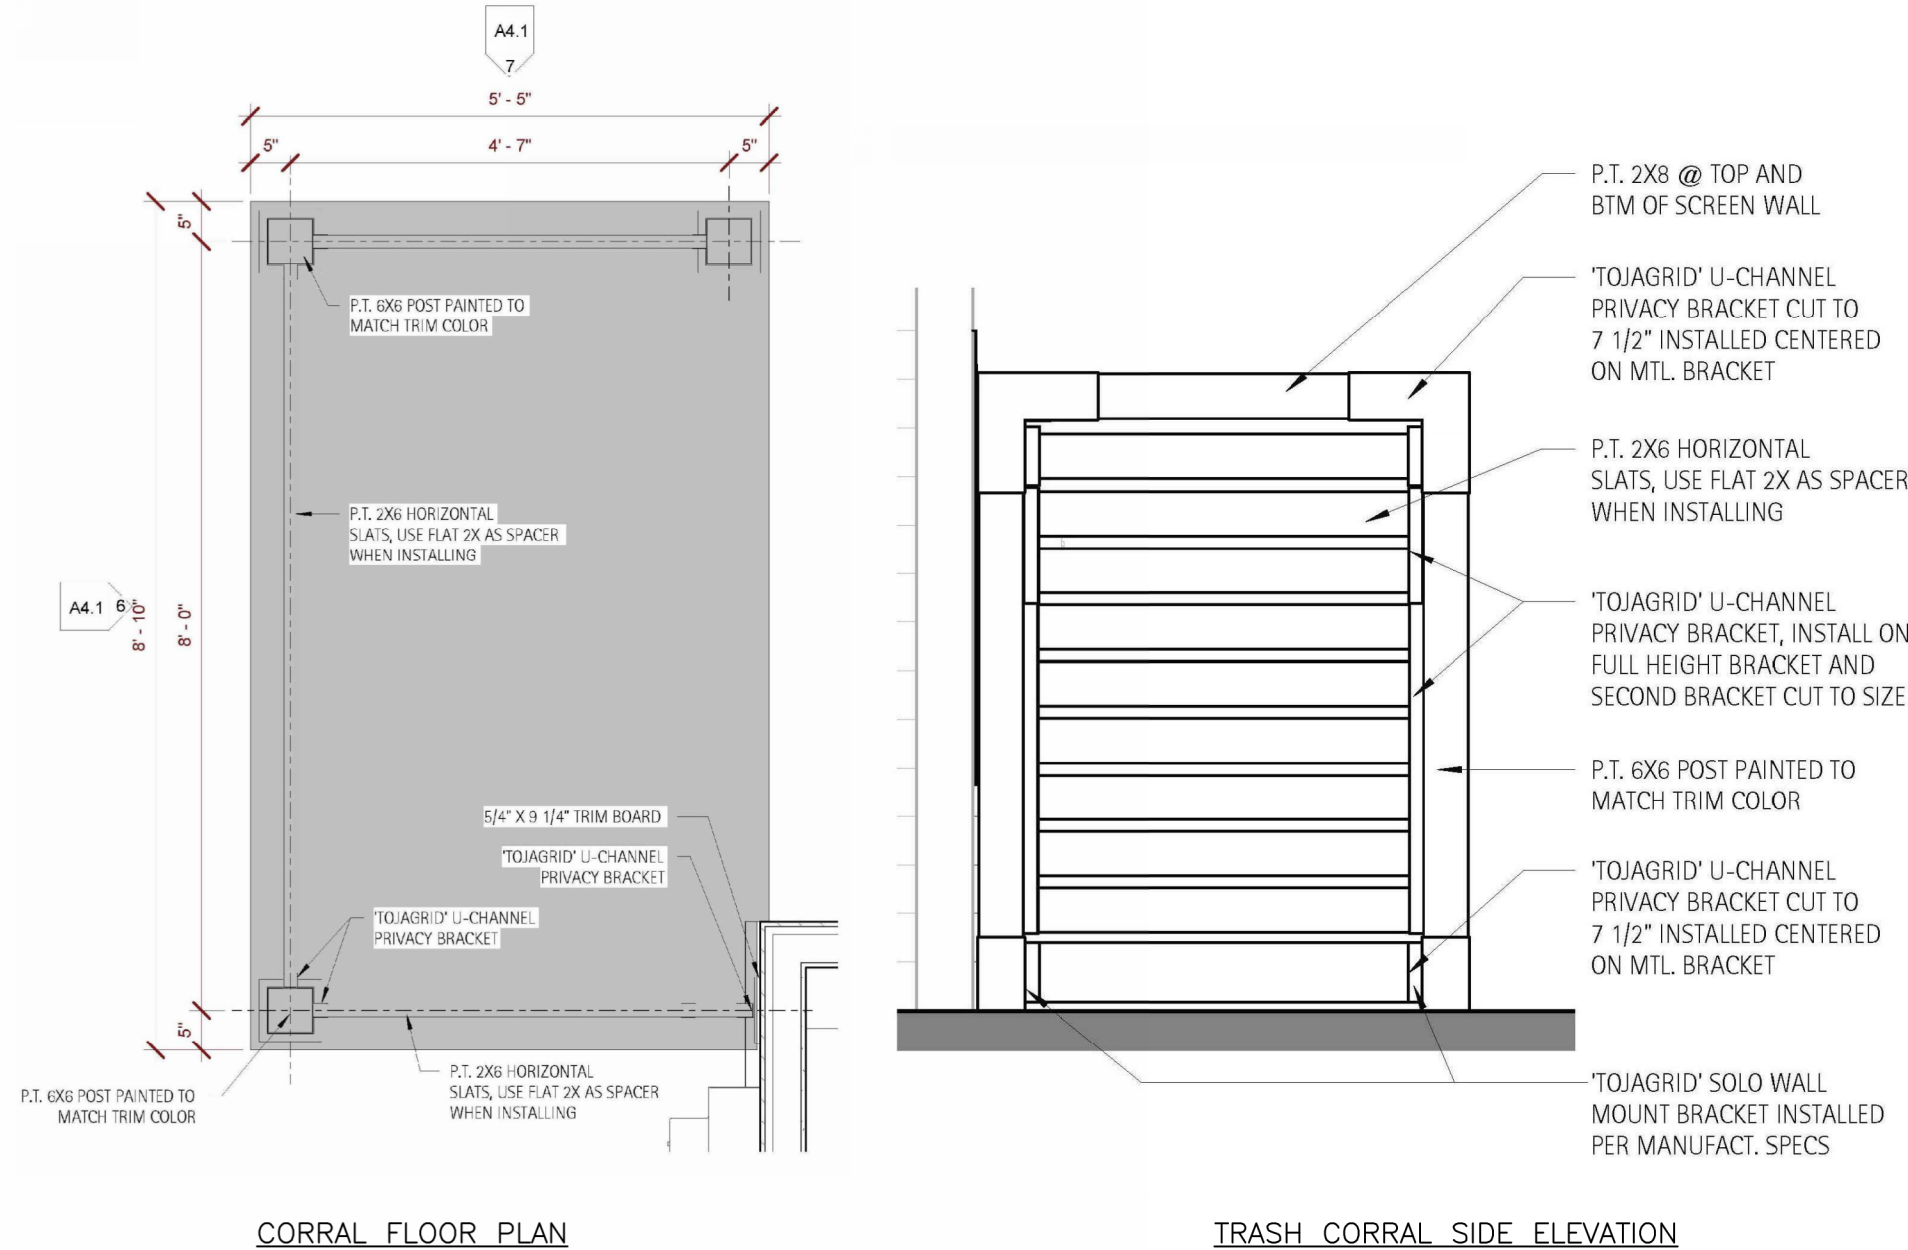 A4.1
7
5' - 5"
5"
4' - 7"
5"
5"
P.T. 6X6 POST PAINTED TO
MATCH TRIM COLOR
P.T. 2X6 HORIZONTAL
SLATS, USE FLAT 2X AS SPACER
WHEN INSTALLING
A4.1
6
8' - 10"
8' - 0"
5/4" X 9 1/4" TRIM BOARD
'TOJAGRID' U-CHANNEL
PRIVACY BRACKET
'TOJAGRID' U-CHANNEL
PRIVACY BRACKET
5"
P.T. 6X6 POST PAINTED TO
MATCH TRIM COLOR
P.T. 2X6 HORIZONTAL
SLATS, USE FLAT 2X AS SPACER
WHEN INSTALLING
CORRAL FLOOR PLAN
P.T. 2X8 @ TOP AND
BTM OF SCREEN WALL
'TOJAGRID' U-CHANNEL
PRIVACY BRACKET CUT TO
7 1/2" INSTALLED CENTERED
ON MTL. BRACKET
P.T. 2X6 HORIZONTAL
SLATS, USE FLAT 2X AS SPACER
WHEN INSTALLING
'TOJAGRID' U-CHANNEL
PRIVACY BRACKET, INSTALL ON
FULL HEIGHT BRACKET AND
SECOND BRACKET CUT TO SIZE
P.T. 6X6 POST PAINTED TO
MATCH TRIM COLOR
'TOJAGRID' U-CHANNEL
PRIVACY BRACKET CUT TO
7 1/2" INSTALLED CENTERED
ON MTL. BRACKET
'TOJAGRID' SOLO WALL
MOUNT BRACKET INSTALLED
PER MANUFACT. SPECS
TRASH CORRAL SIDE ELEVATION